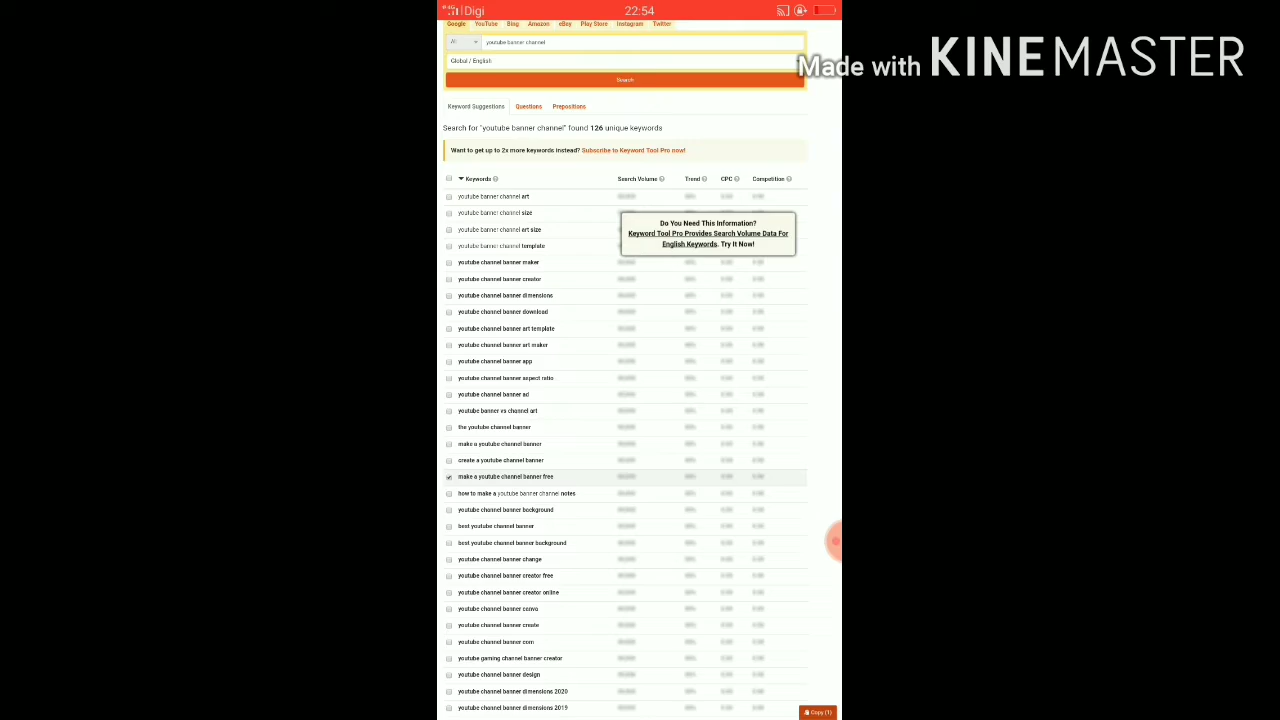 Digi
22:54
Made with KINEMASTER
Google YouTube Bing Amazon eBay Play Store Instagram Twitter
All youtube banner channel
Global / English
Search
Keyword Suggestions Questions Prepositions
Search for "youtube banner channel" found 126 unique keywords
Want to get up to 2x more keywords instead? Subscribe to Keyword Tool Pro now!
Keywords Search Volume Trend CPC Competition
youtube banner channel art
youtube banner channel size
youtube banner channel art size
youtube banner channel template
Do You Need This Information?
Keyword Tool Pro Provides Search Volume Data For
English Keywords. Try It Now!
youtube channel banner maker
youtube channel banner creator
youtube channel banner dimensions
youtube channel banner download
youtube channel banner art template
youtube channel banner art maker
youtube channel banner app
youtube channel banner aspect ratio
youtube channel banner ad
youtube banner vs channel art
the youtube channel banner
make a youtube channel banner
create a youtube channel banner
make a youtube channel banner free
how to make a youtube banner channel notes
youtube channel banner background
best youtube channel banner
best youtube channel banner background
youtube channel banner change
youtube channel banner creator free
youtube channel banner creator online
youtube channel banner canva
youtube channel banner create
youtube channel banner com
youtube gaming channel banner creator
youtube channel banner design
youtube channel banner dimensions 2020
youtube channel banner dimensions 2019
Copy (1)